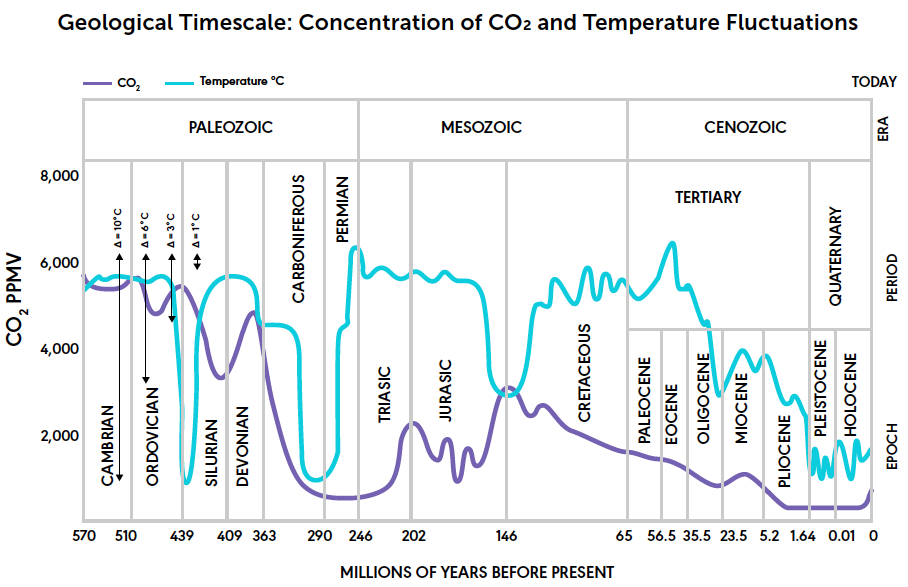 Geological Timescale: Concentration of CO₂ and Temperature Fluctuations
CO₂
Temperature °C
TODAY
PALEOZOIC
MESOZOIC
CENOZOIC
ERA
8,000
6,000
4,000
2,000
CO₂ PPMV
Δ = 10°C
Δ = 6°C
Δ = 3°C
Δ = 1°C
CAMBRIAN
ORDOVICIAN
SILURIAN
DEVONIAN
CARBONIFEROUS
PERMIAN
TRIASIC
JURASIC
CRETACEOUS
TERTIARY
QUATERNARY
PERIOD
PALEOCENE
EOCENE
OLIGOCENE
MIOCENE
PLIOCENE
PLEISTOCENE
HOLOCENE
EPOCH
570 510 439 409 363 290 246 202 146 65 56.5 35.5 23.5 5.2 1.64 0.01 0
MILLIONS OF YEARS BEFORE PRESENT